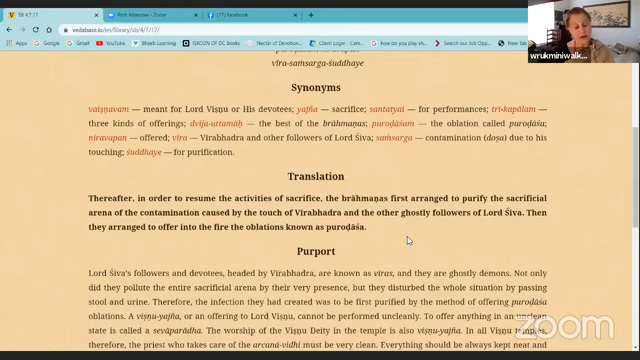 SB 4.7.17
Port Attendee - Zoom
(77) Facebook
vedabase.io/en/library/sb/4/7/17/
YouTube
Bhakti Learning
ISKCON OF DC Books
Nectar of Devotion...
Client Login - Cere...
how do you play sh...
Search our Job Opp...
Not Ended
wrukminiwalk...
vīra-saṁsarga-śuddhaye
Synonyms
vaiṣṇavam — meant for Lord Viṣṇu or His devotees; yajña — sacrifice; santatyai — for performances; tri-kapālam —
three kinds of offerings; dvija-uttamāḥ — the best of the brāhmaṇas; puroḍāśam — the oblation called puroḍāśa;
niravapan — offered; vīra — Vīrabhadra and other followers of Lord Śiva; saṁsarga — contamination (doṣa) due to his
touching; śuddhaye — for purification.
Translation
Thereafter, in order to resume the activities of sacrifice, the brāhmaṇas first arranged to purify the sacrificial
arena of the contamination caused by the touch of Vīrabhadra and the other ghostly followers of Lord Śiva. Then
they arranged to offer into the fire the oblations known as puroḍāśa.
Purport
Lord Śiva's followers and devotees, headed by Vīrabhadra, are known as vīras, and they are ghostly demons. Not only
did they pollute the entire sacrificial arena by their very presence, but they disturbed the whole situation by passing
stool and urine. Therefore, the infection they had created was to be first purified by the method of offering puroḍāśa
oblations. A viṣṇu-yajña, or an offering to Lord Viṣṇu, cannot be performed uncleanly. To offer anything in an unclean
state is called a sevāparādha. The worship of the Viṣṇu Deity in the temple is also viṣṇu-yajña. In all Viṣṇu temples,
therefore, the priest who takes care of the arcanā-vidhi must be very clean. Everything should be always kept neat and
zoom